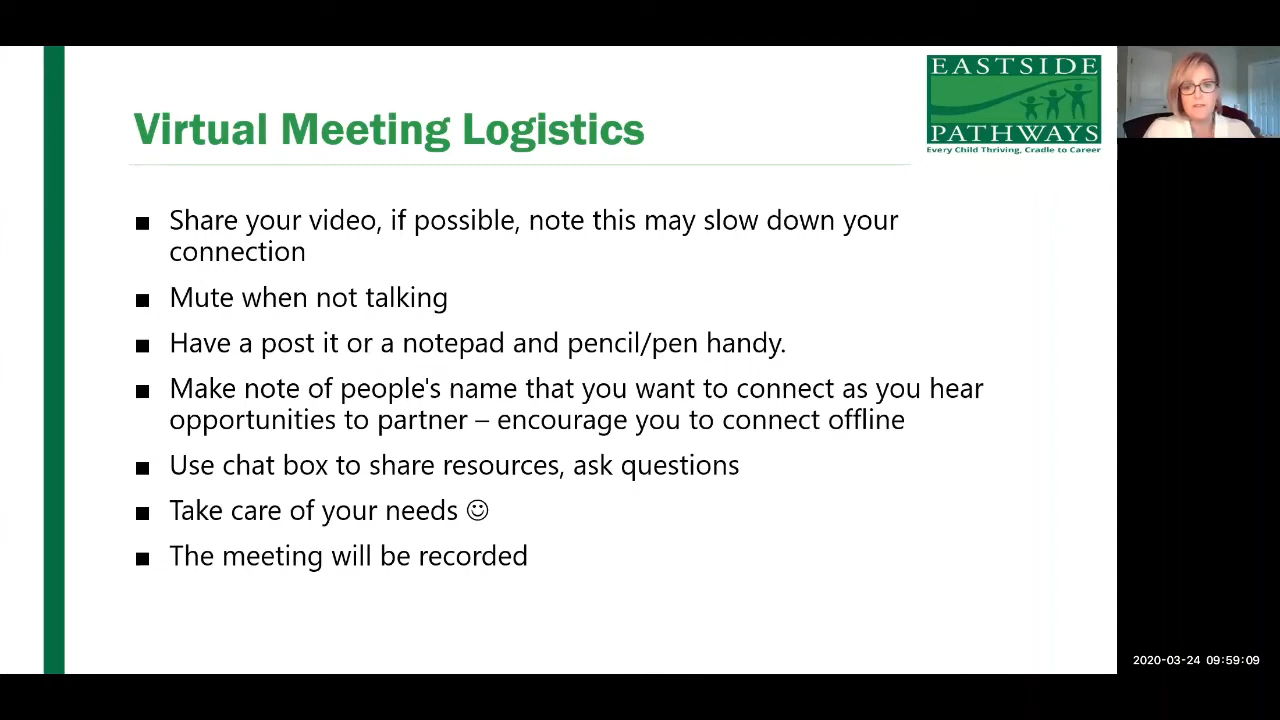 EASTSIDE
PATHWAYS
Every Child Thriving, Cradle to Career
Virtual Meeting Logistics
■ Share your video, if possible, note this may slow down your
connection
■ Mute when not talking
■ Have a post it or a notepad and pencil/pen handy.
■ Make note of people's name that you want to connect as you hear
opportunities to partner – encourage you to connect offline
■ Use chat box to share resources, ask questions
■ Take care of your needs ☺
■ The meeting will be recorded
2020-03-24 09:59:09